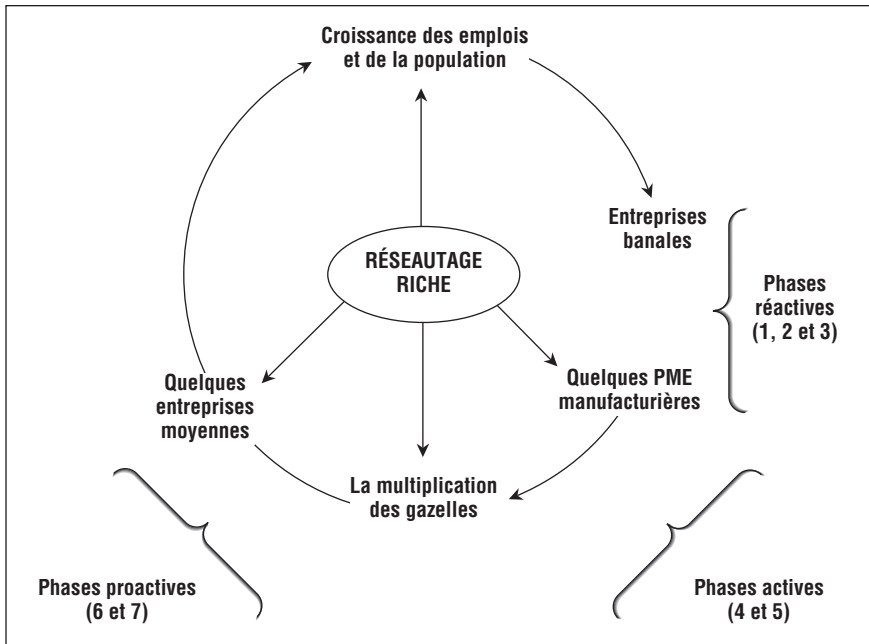 Croissance des emplois
et de la population
Entreprises
banales
RÉSEAUTAGE
RICHE
Phases
réactives
(1, 2 et 3)
Quelques
entreprises
moyennes
Quelques PME
manufacturières
La multiplication
des gazelles
Phases proactives
(6 et 7)
Phases actives
(4 et 5)